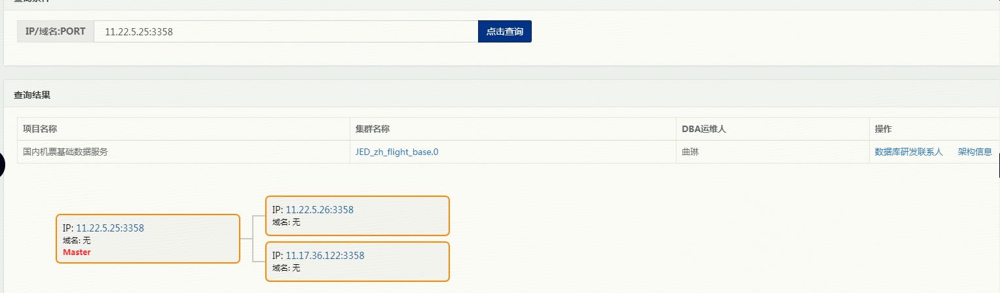 IP/域名:PORT 11.22.5.25:3358 点击查询
查询结果
项目名称 集群名称 DBA运维人 操作
国内机票基础数据服务 JED_zh_flight_base.0 曲琳 数据库研发联系人 架构信息
IP: 11.22.5.25:3358
域名: 无
Master
IP: 11.22.5.26:3358
域名: 无
IP: 11.17.36.122:3358
域名: 无